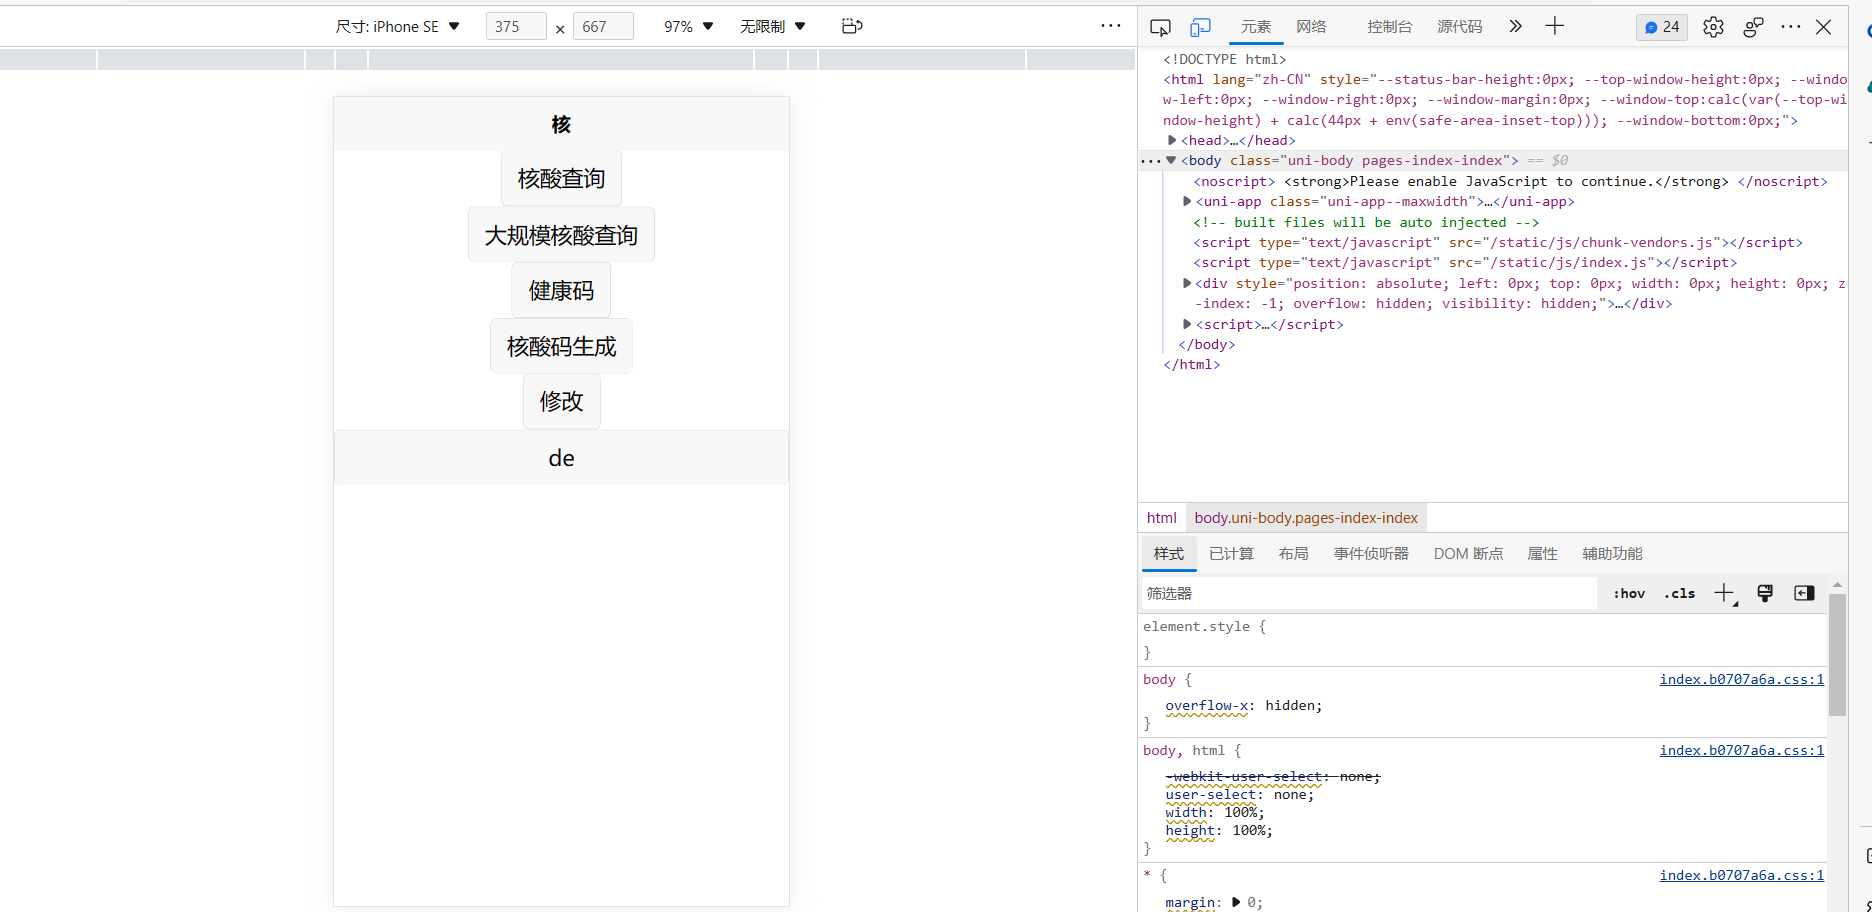 尺寸: iPhone SE 375 × 667 97% 无限制
核
核酸查询
大规模核酸查询
健康码
核酸码生成
修改
de
元素 网络 控制台 源代码 24
<!DOCTYPE html>
<html lang="zh-CN" style="--status-bar-height:0px; --top-window-height:0px; --windo
w-left:0px; --window-right:0px; --window-margin:0px; --window-top:calc(var(--top-wi
ndow-height) + calc(44px + env(safe-area-inset-top))); --window-bottom:0px;">
<head>…</head>
<body class="uni-body pages-index-index"> == $0
<noscript> <strong>Please enable JavaScript to continue.</strong> </noscript>
<uni-app class="uni-app--maxwidth">…</uni-app>
<!-- built files will be auto injected -->
<script type="text/javascript" src="/static/js/chunk-vendors.js"></script>
<script type="text/javascript" src="/static/js/index.js"></script>
<div style="position: absolute; left: 0px; top: 0px; width: 0px; height: 0px; z
-index: -1; overflow: hidden; visibility: hidden;">…</div>
<script>…</script>
</body>
</html>
html body.uni-body.pages-index-index
样式 已计算 布局 事件侦听器 DOM 断点 属性 辅助功能
筛选器 :hov .cls
element.style {
}
body { index.b0707a6a.css:1
overflow-x: hidden;
}
body, html { index.b0707a6a.css:1
-webkit-user-select: none;
user-select: none;
width: 100%;
height: 100%;
}
* { index.b0707a6a.css:1
margin: 0;